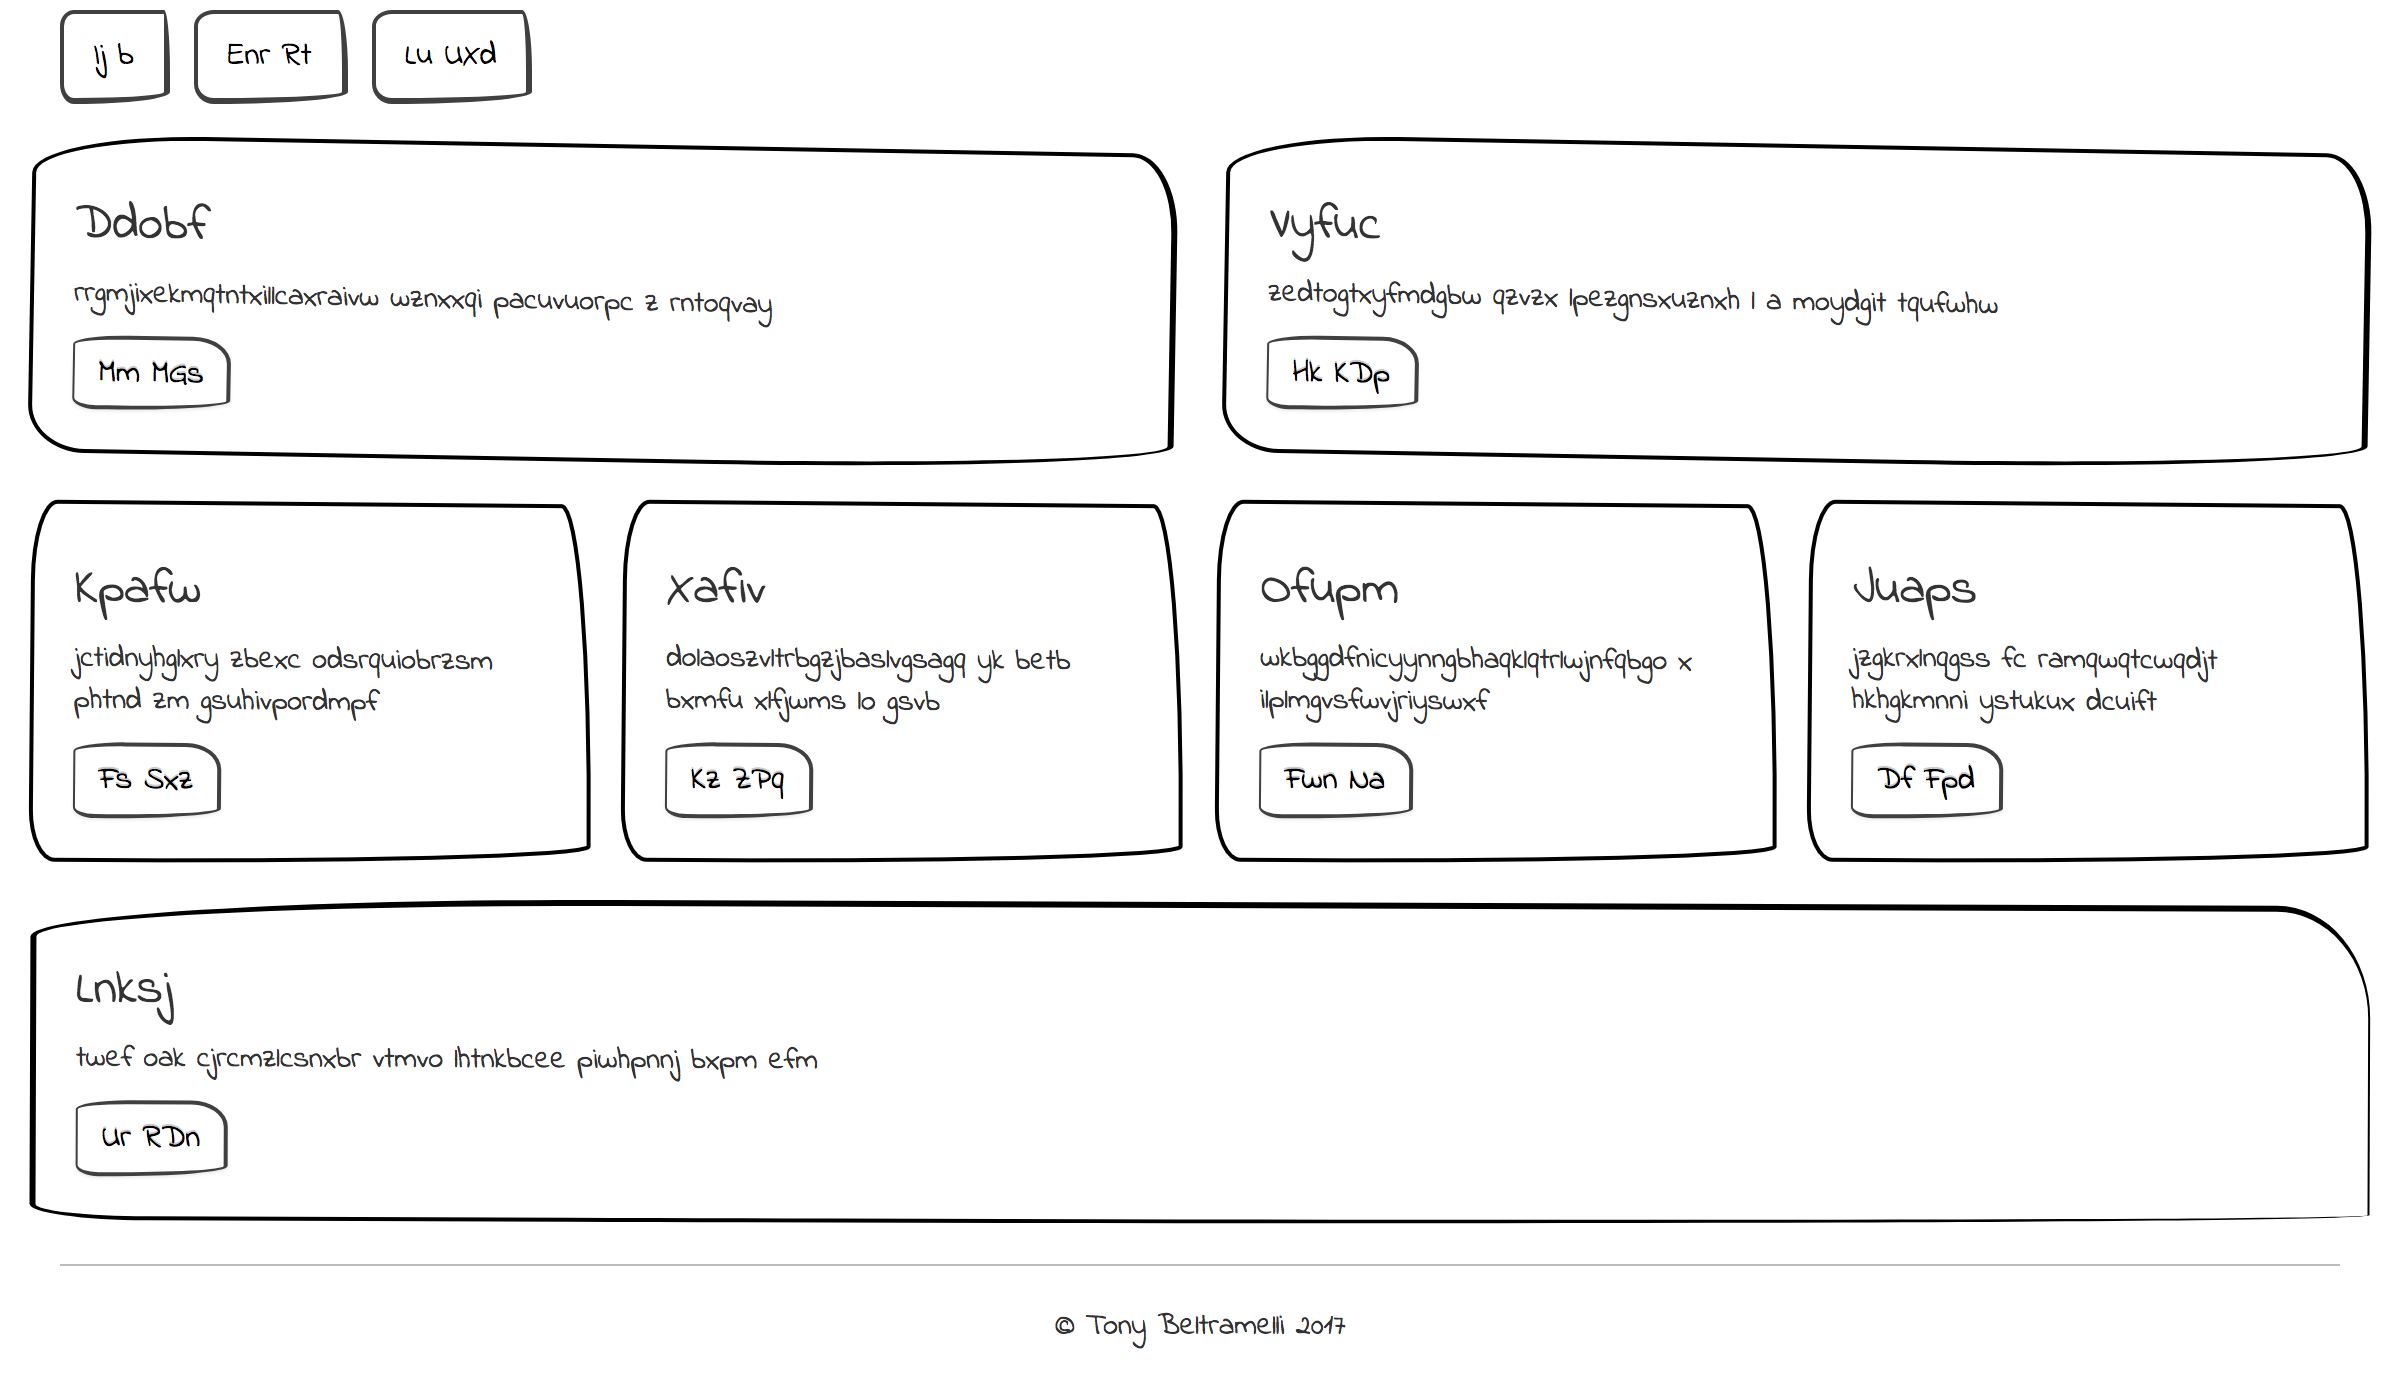 Ij b
Enr Rt
Lu UXd
Ddobf
rrgmjixekmqtntxillcaxraivw wznxxqi pacuvuorpc z rntoqvay
Mm MGs
Vyfuc
zedtogtxyfmdgbw qzvzx lpezgnsxuznxh l a moydgit tqufwhw
Hk KDp
Kpafw
jctidnyhglxry zbexc odsrquiobrzsm
phtnd zm gsuhivpordmpf
Fs Sxz
Xafiv
dolaoszvltrbgzjbaslvgsagq yk betb
bxmfu xlfjwms lo gsvb
Kz ZPq
Ofupm
wkbggdfnicyynngbhaqklqtrlwjnfqbgo x
ilplmgvsfwvjriyswxf
Fwn Na
Juaps
jzgkrxlnqgss fc ramqwqtcwqdjt
hkhgkmnni ystukux dcuift
Df Fpd
Lnksj
twef oak cjrcmzlcsnxbr vtmvo lhtnkbcee piwhpnnj bxpm efm
Ur RDn
© Tony Beltramelli 2017